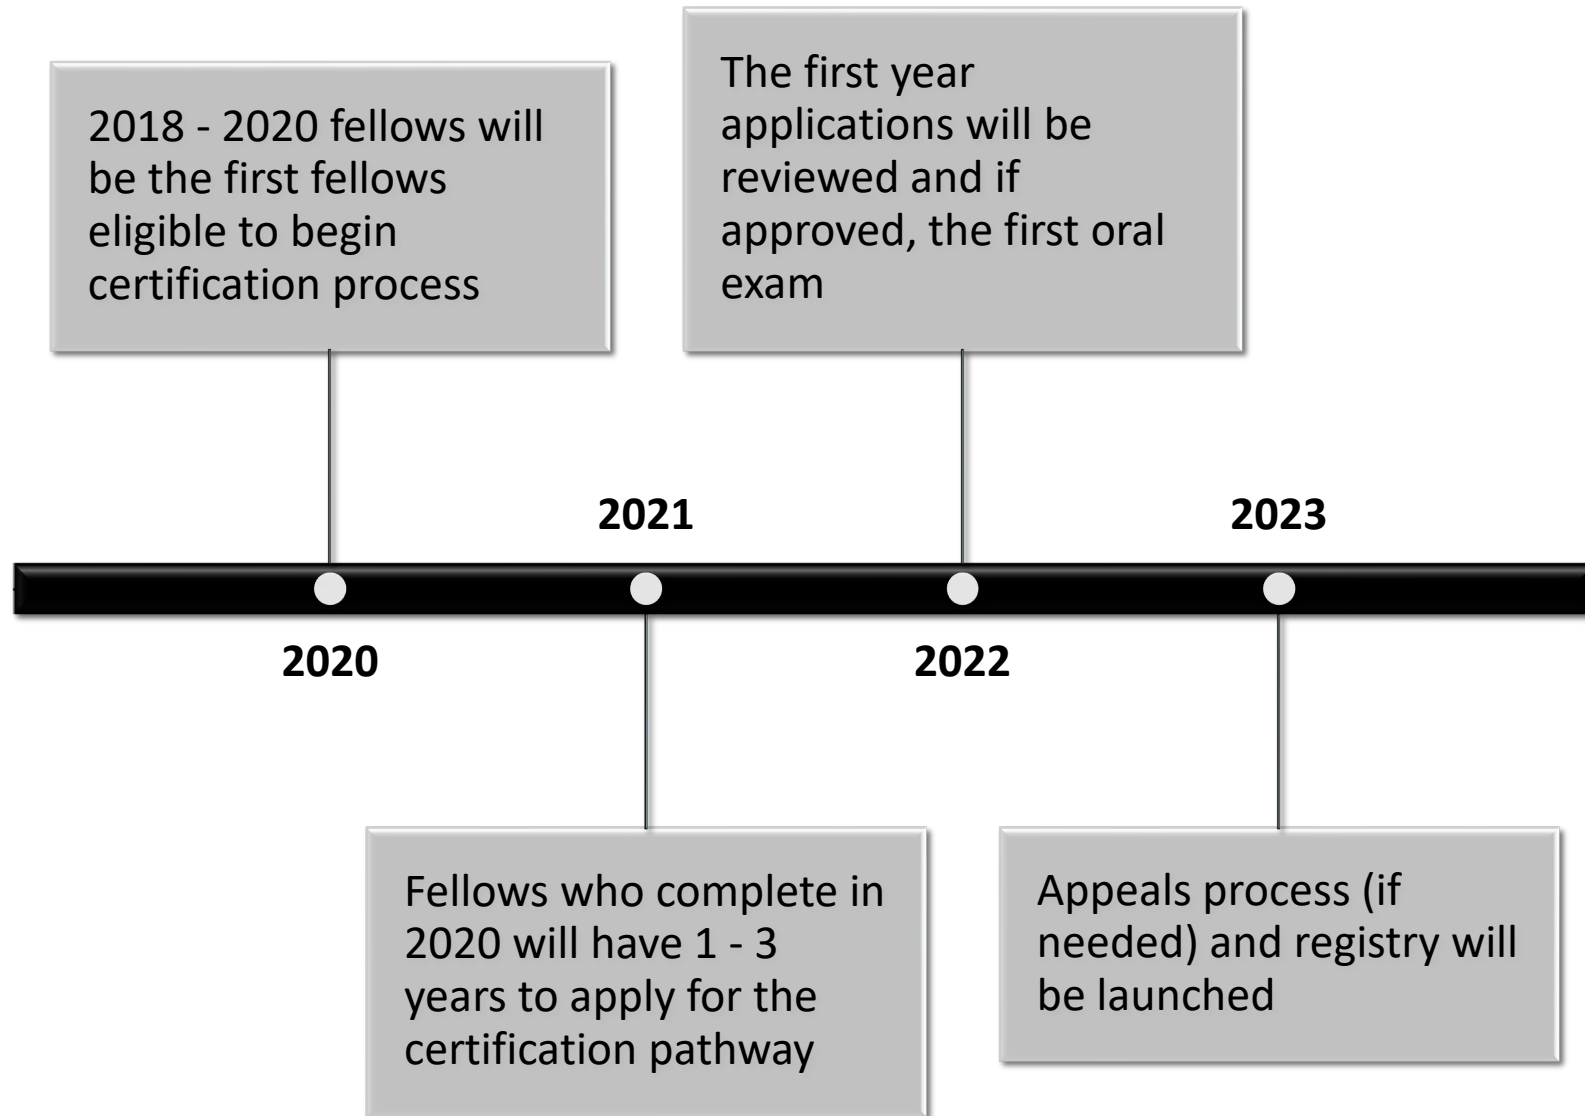 2018 - 2020 fellows will
be the first fellows
eligible to begin
certification process
The first year
applications will be
reviewed and if
approved, the first oral
exam
2021
2023
2020
2022
Fellows who complete in
2020 will have 1 - 3
years to apply for the
certification pathway
Appeals process (if
needed) and registry will
be launched